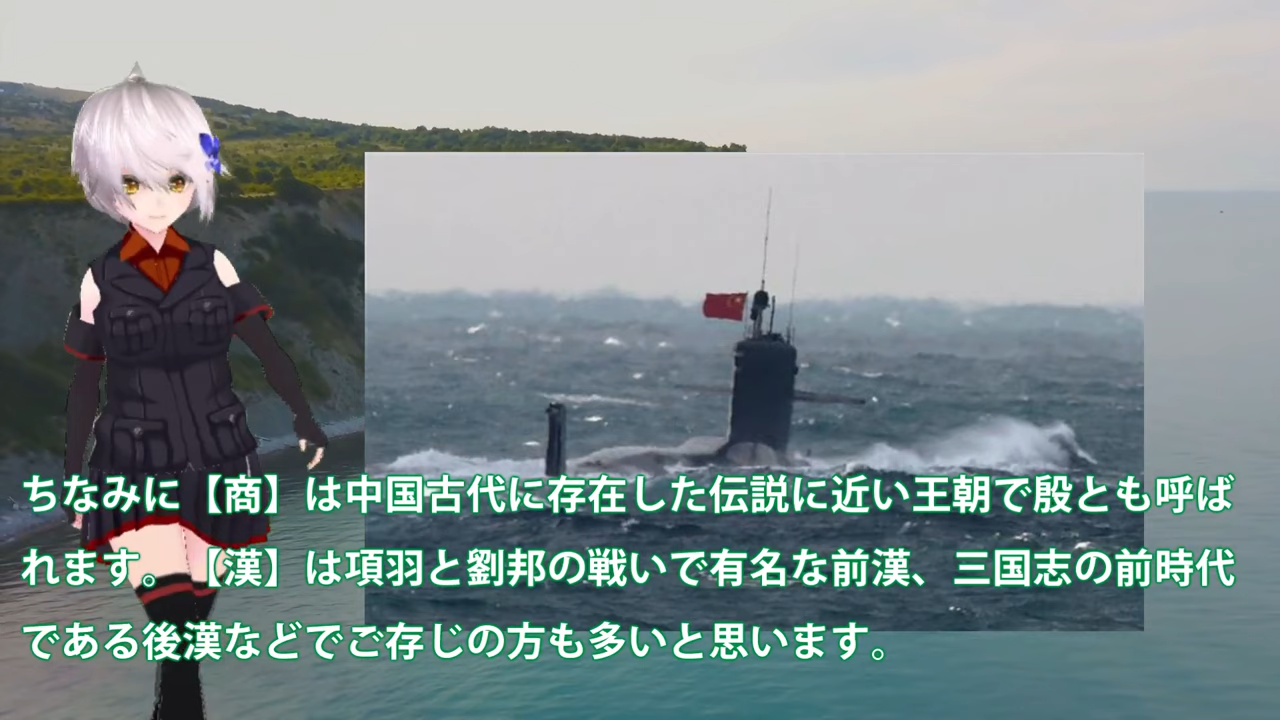 ちなみに【商】は中国古代に存在した伝説に近い王朝で殷とも呼ば
れます。【漢】は項羽と劉邦の戦いで有名な前漢、三国志の前時代
である後漢などでご存じの方も多いと思います。